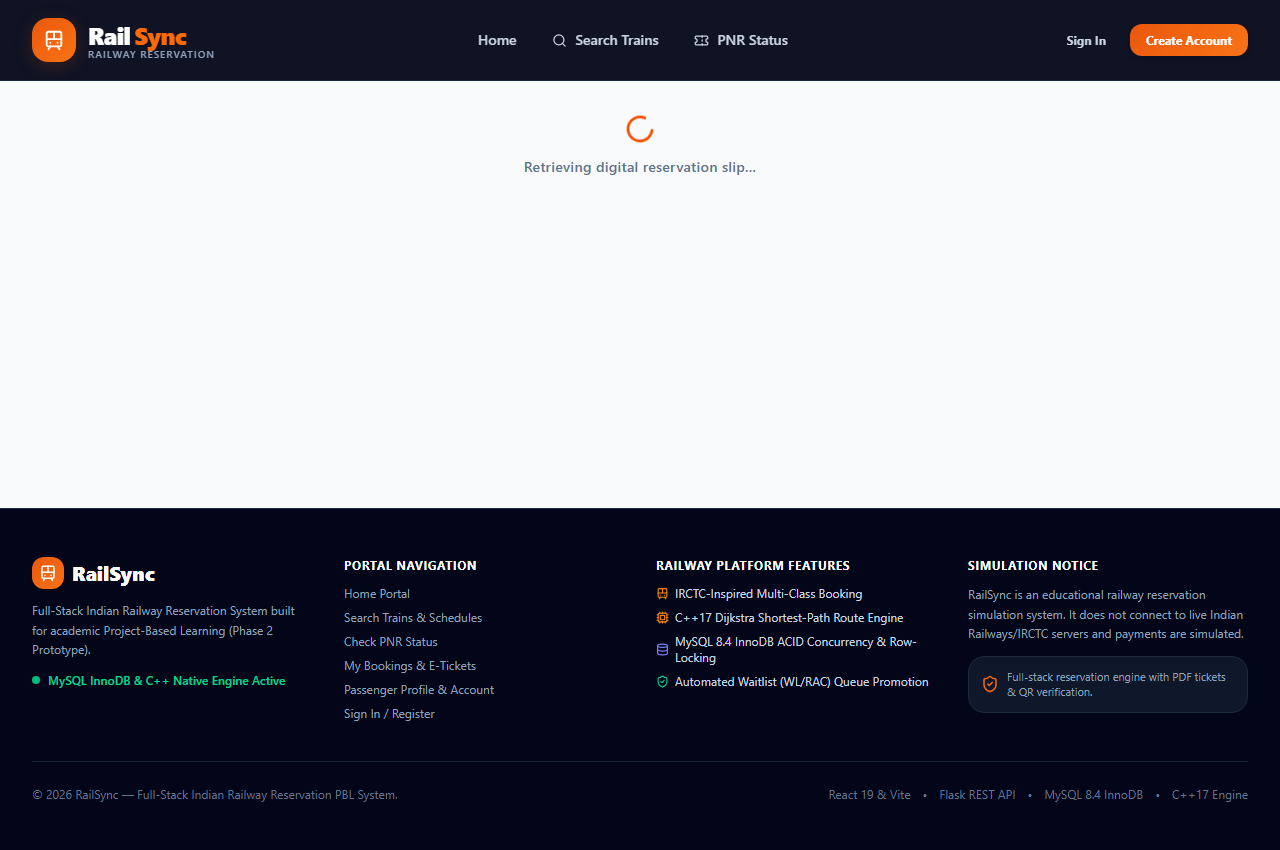 Rail Sync
RAILWAY RESERVATION
Home
Search Trains
PNR Status
Sign In
Create Account
Retrieving digital reservation slip...
RailSync
Full-Stack Indian Railway Reservation System built
for academic Project-Based Learning (Phase 2
Prototype).
MySQL InnoDB & C++ Native Engine Active
PORTAL NAVIGATION
Home Portal
Search Trains & Schedules
Check PNR Status
My Bookings & E-Tickets
Passenger Profile & Account
Sign In / Register
RAILWAY PLATFORM FEATURES
IRCTC-Inspired Multi-Class Booking
C++17 Dijkstra Shortest-Path Route Engine
MySQL 8.4 InnoDB ACID Concurrency & Row-
Locking
Automated Waitlist (WL/RAC) Queue Promotion
SIMULATION NOTICE
RailSync is an educational railway reservation
simulation system. It does not connect to live Indian
Railways/IRCTC servers and payments are simulated.
Full-stack reservation engine with PDF tickets
& QR verification.
© 2026 RailSync — Full-Stack Indian Railway Reservation PBL System.
React 19 & Vite • Flask REST API • MySQL 8.4 InnoDB • C++17 Engine